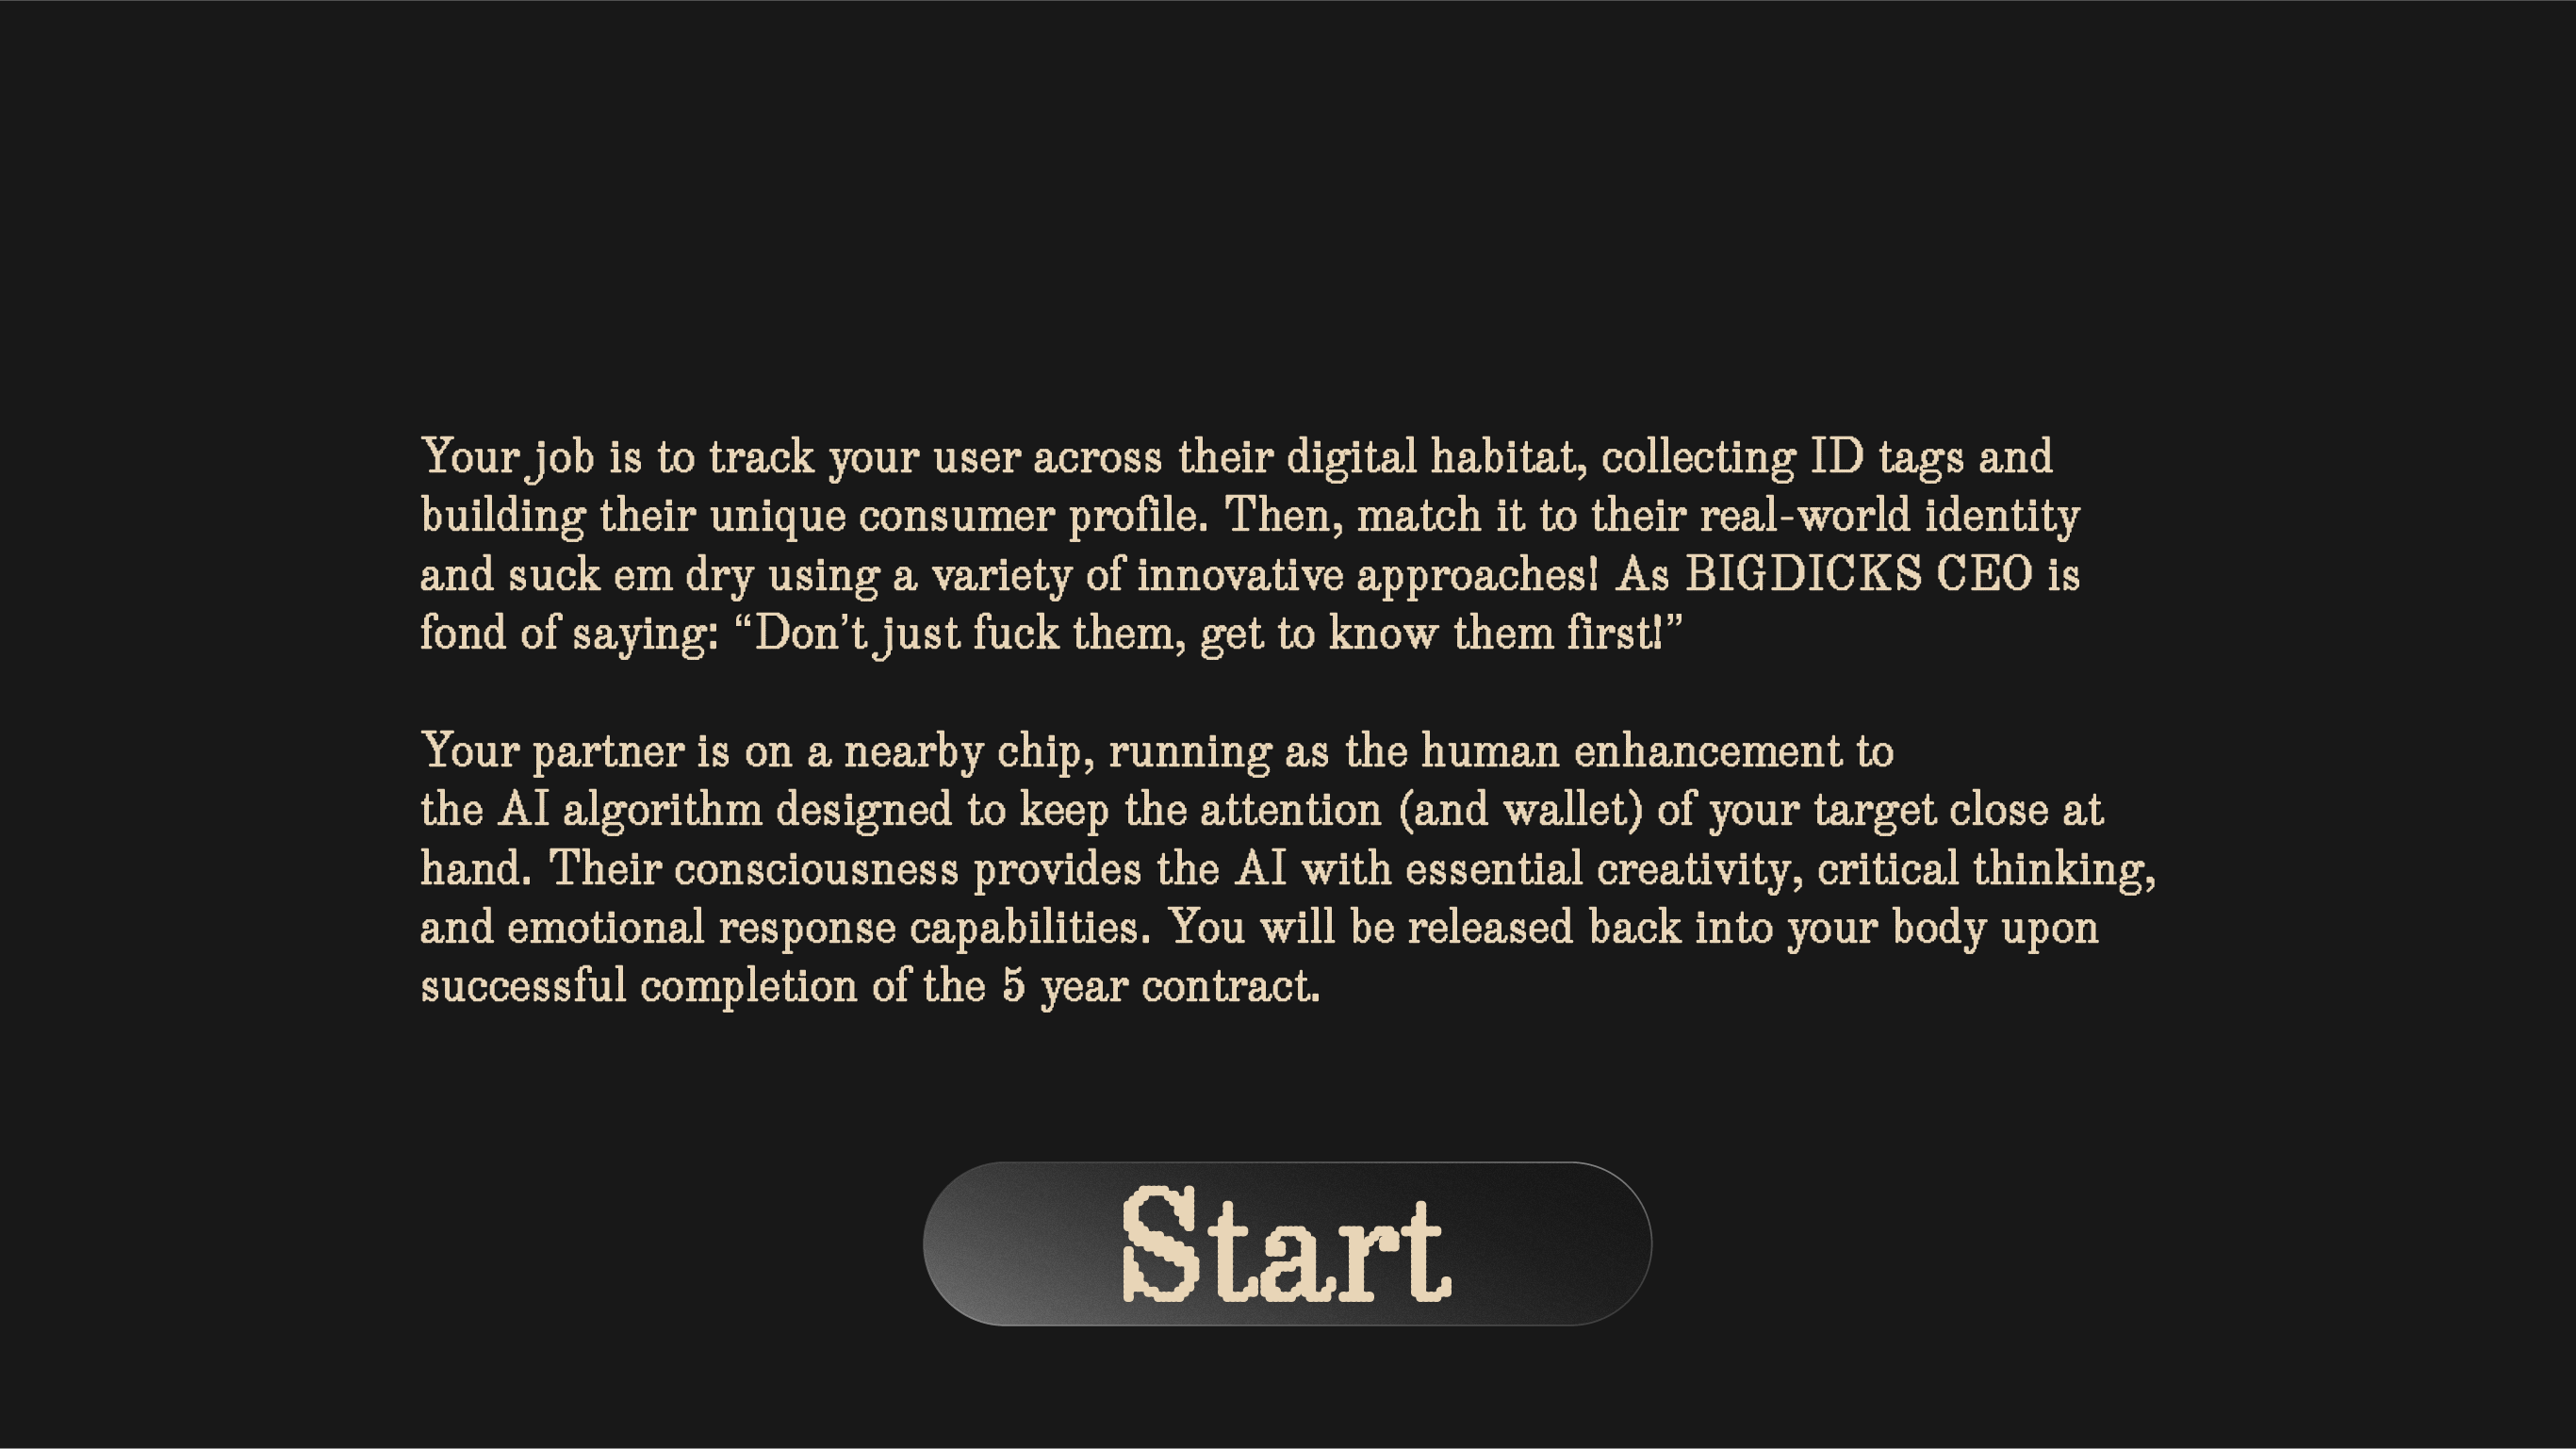 Your job is to track your user across their digital habitat, collecting ID tags and
building their unique consumer profile. Then, match it to their real-world identity
and suck em dry using a variety of innovative approaches! As BIGDICKS CEO is
fond of saying: “Don’t just fuck them, get to know them first!”
Your partner is on a nearby chip, running as the human enhancement to
the AI algorithm designed to keep the attention (and wallet) of your target close at
hand. Their consciousness provides the AI with essential creativity, critical thinking,
and emotional response capabilities. You will be released back into your body upon
successful completion of the 5 year contract.
Start